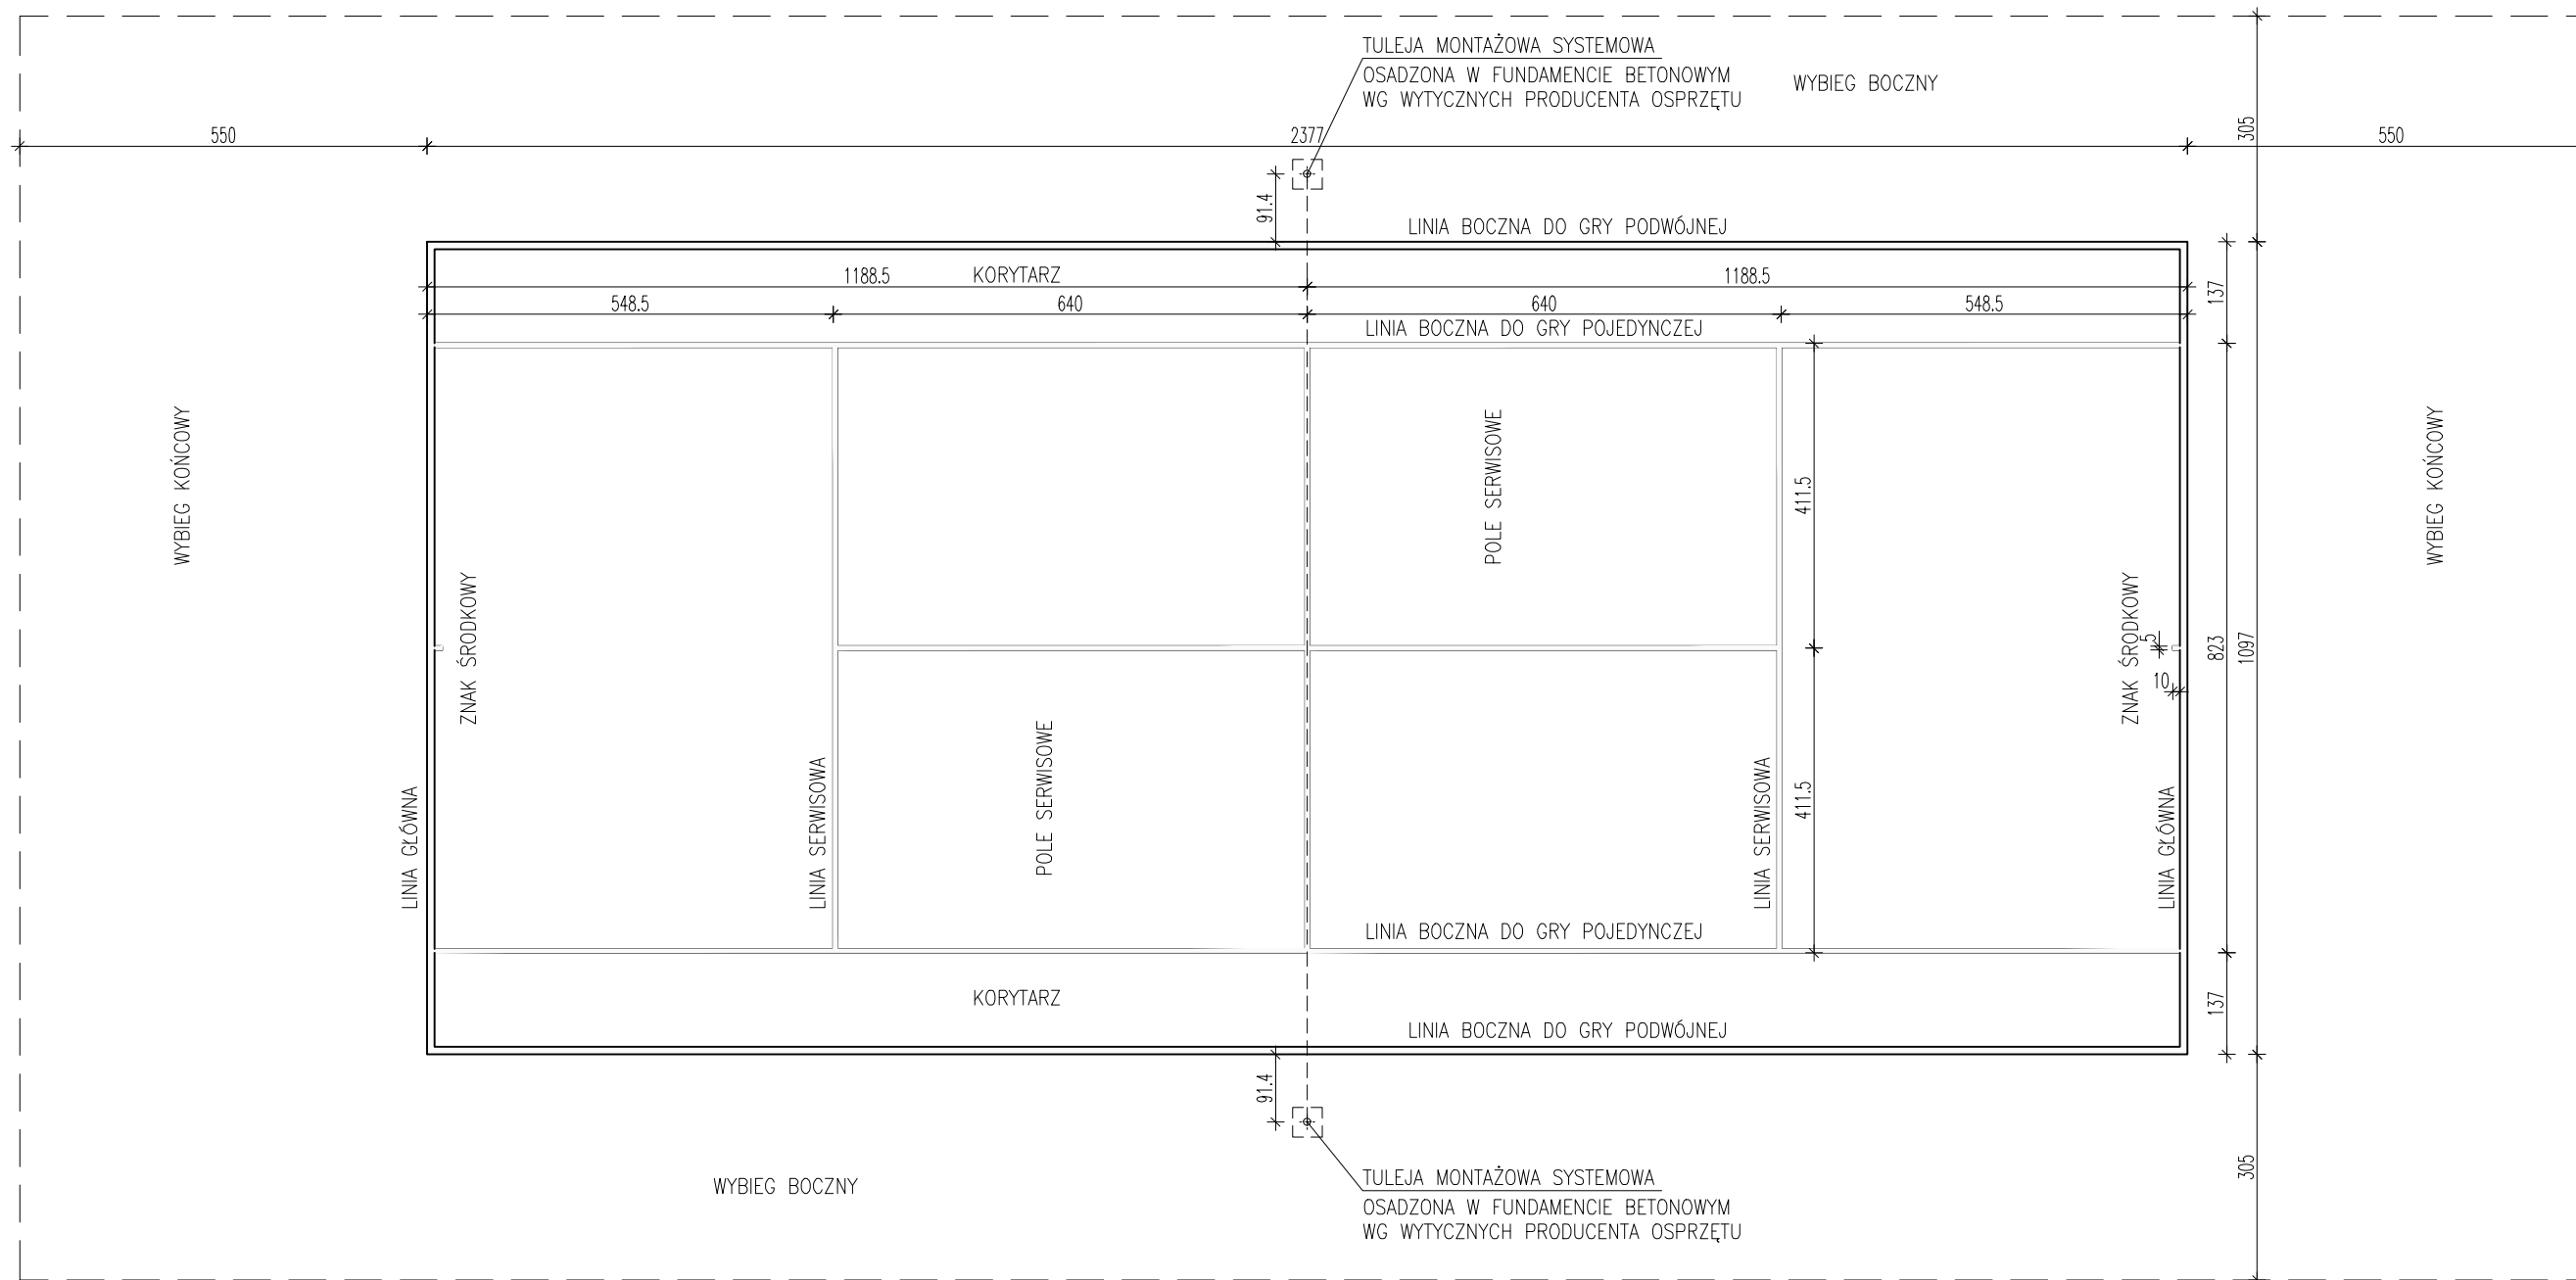 TULEJA MONTAŻOWA SYSTEMOWA
OSADZONA W FUNDAMENCIE BETONOWYM
WG WYTYCZNYCH PRODUCENTA OSPRZĘTU
WYBIEG BOCZNY
550
2377
305
550
91.4
LINIA BOCZNA DO GRY PODWÓJNEJ
1188.5
KORYTARZ
1188.5
137
548.5
640
640
548.5
LINIA BOCZNA DO GRY POJEDYNCZEJ
WYBIEG KOŃCOWY
POLE SERWISOWE
411.5
WYBIEG KOŃCOWY
ZNAK ŚRODKOWY
ZNAK ŚRODKOWY
5
10
823
1097
LINIA GŁÓWNA
LINIA SERWISOWA
POLE SERWISOWE
LINIA SERWISOWA
411.5
LINIA GŁÓWNA
LINIA BOCZNA DO GRY POJEDYNCZEJ
KORYTARZ
137
LINIA BOCZNA DO GRY PODWÓJNEJ
91.4
WYBIEG BOCZNY
305
TULEJA MONTAŻOWA SYSTEMOWA
OSADZONA W FUNDAMENCIE BETONOWYM
WG WYTYCZNYCH PRODUCENTA OSPRZĘTU